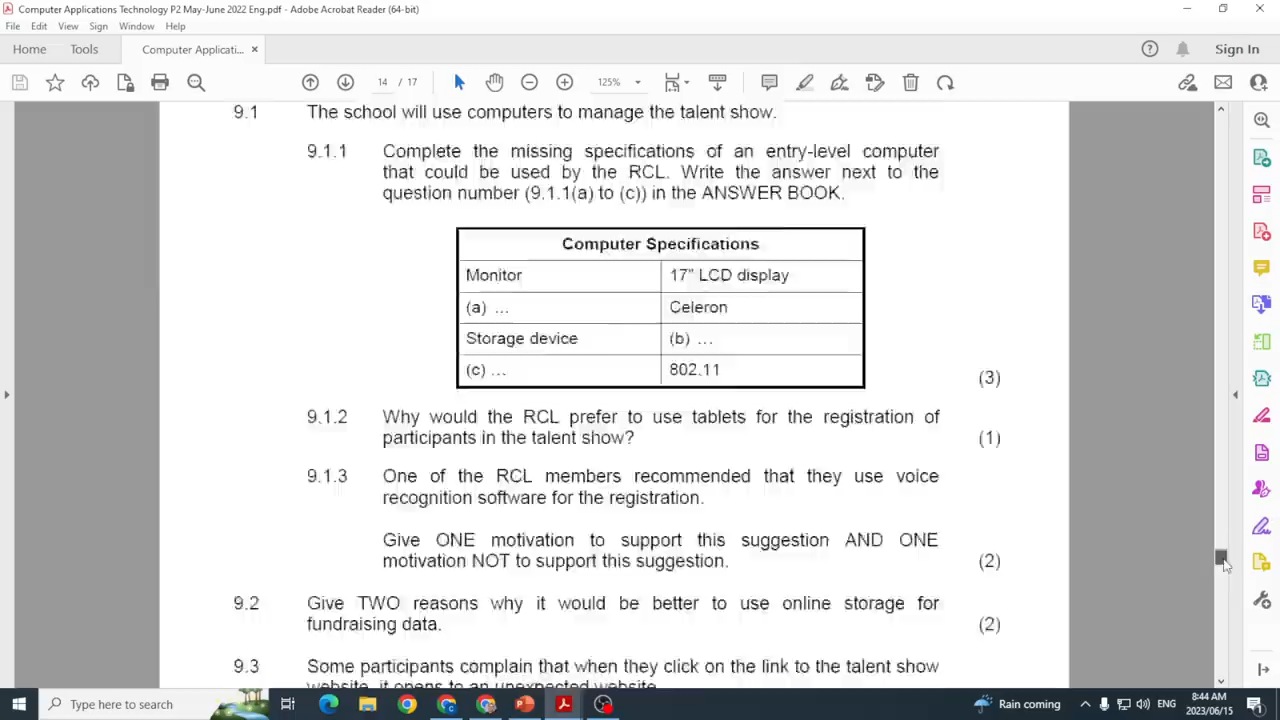 Computer Applications Technology P2 May-June 2022 Eng.pdf - Adobe Acrobat Reader (64-bit)
File Edit View Sign Window Help
Home Tools Computer Applicati... × Sign In
14 / 17 125%
9.1 The school will use computers to manage the talent show.
9.1.1 Complete the missing specifications of an entry-level computer
that could be used by the RCL. Write the answer next to the
question number (9.1.1(a) to (c)) in the ANSWER BOOK.
Computer Specifications
Monitor 17" LCD display
(a) ... Celeron
Storage device (b) ...
(c) ... 802.11
(3)
9.1.2 Why would the RCL prefer to use tablets for the registration of
participants in the talent show? (1)
9.1.3 One of the RCL members recommended that they use voice
recognition software for the registration.
Give ONE motivation to support this suggestion AND ONE
motivation NOT to support this suggestion. (2)
9.2 Give TWO reasons why it would be better to use online storage for
fundraising data. (2)
9.3 Some participants complain that when they click on the link to the talent show
website, it opens to an unexpected website.
Type here to search Rain coming ENG 8:44 AM
2023/06/15